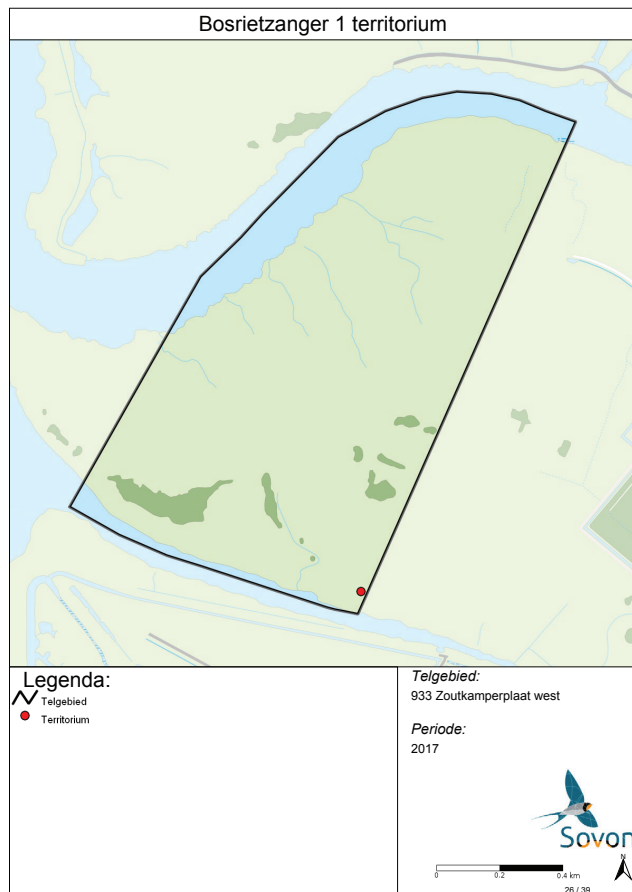 Bosrietzanger 1 territorium
Legenda:
Telgebied
Territorium
Telgebied:
933 Zoutkamperplaat west
Periode:
2017
Sovon
N
0 0.2 0.4 km
26 / 39